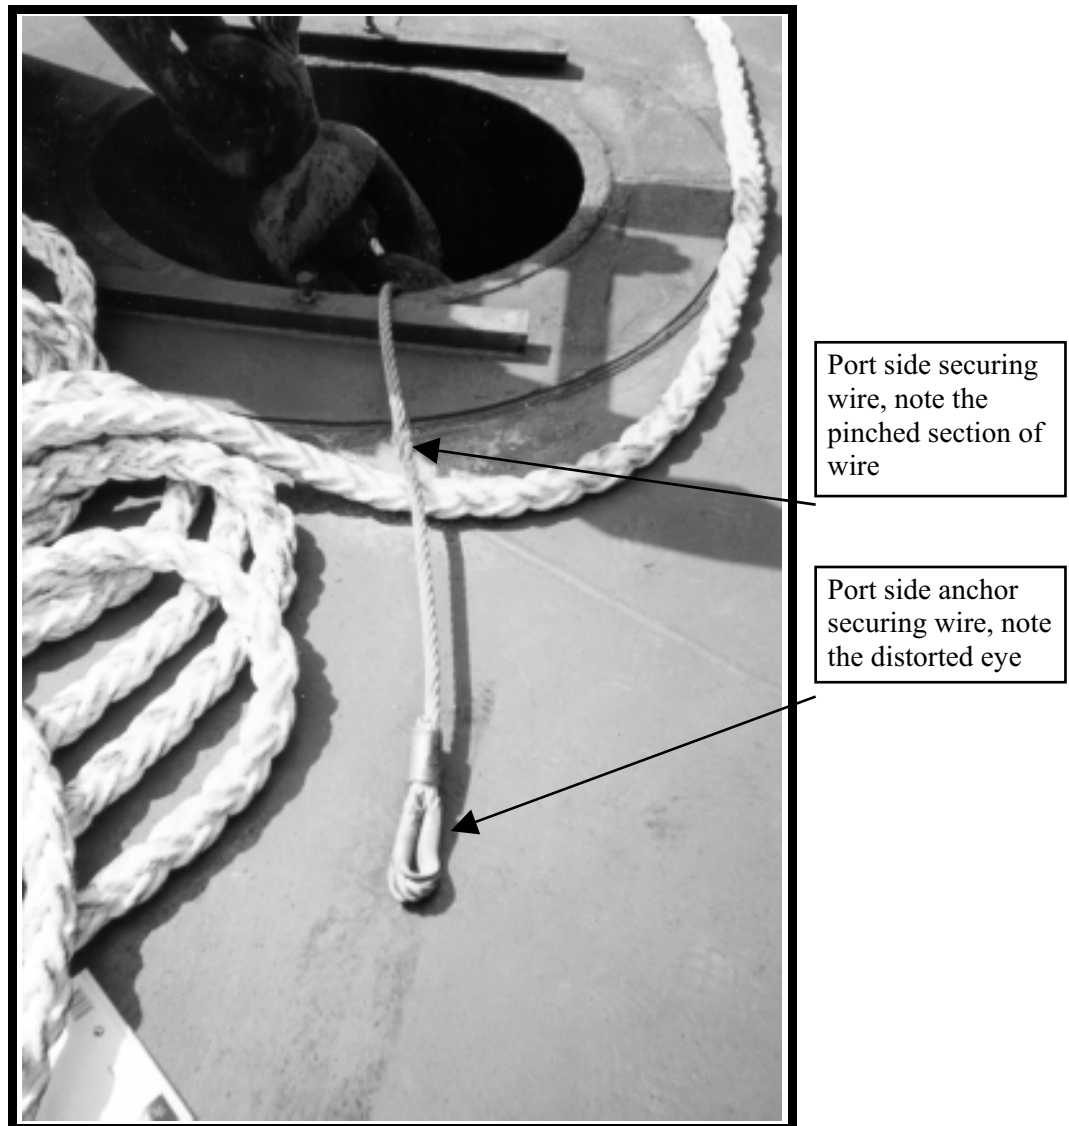 Port side securing
wire, note the
pinched section of
wire
Port side anchor
securing wire, note
the distorted eye